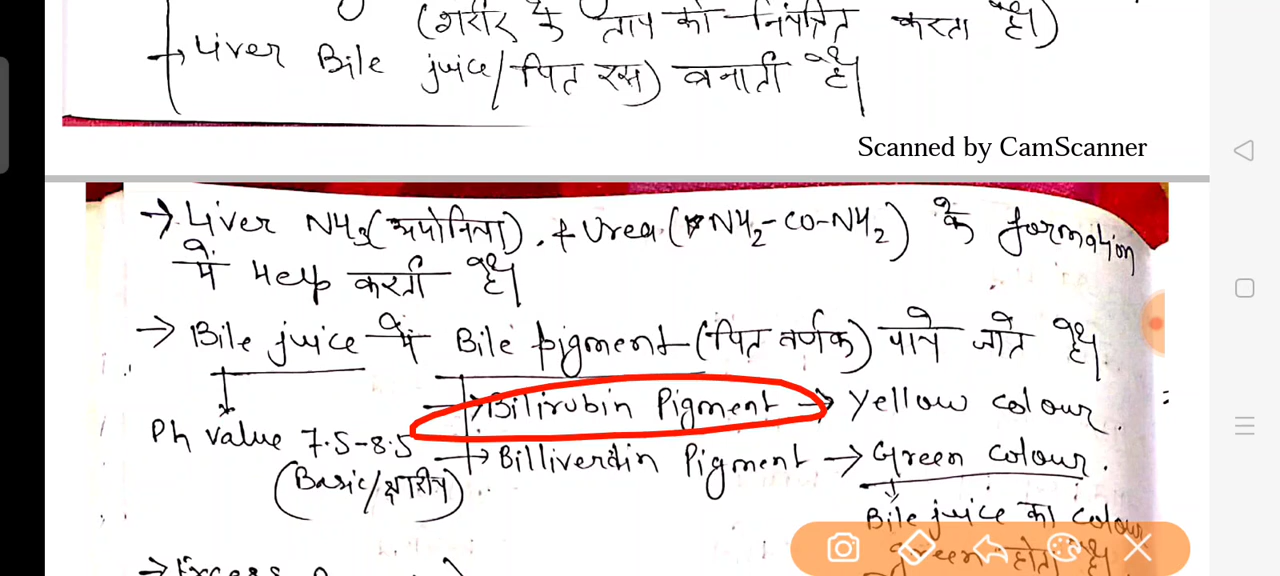 (शरीर के ताप को नियंत्रित करता है।)
Liver Bile juice/पित रस) बनाती है।
Scanned by CamScanner
→ Liver NH3(अमोनिया). + Urea (NH2-CO-NH2) के formation
में Help करती है।
→ Bile juice में Bile pigment (पित वर्णक) पाये जाते है।
→ Bilirubin Pigment → Yellow colour.
Ph value 7.5-8.5
→ Billiverdin Pigment → Green colour.
(Basic/क्षारीय)
Bile juice का colour
green होता है।
→ Excess